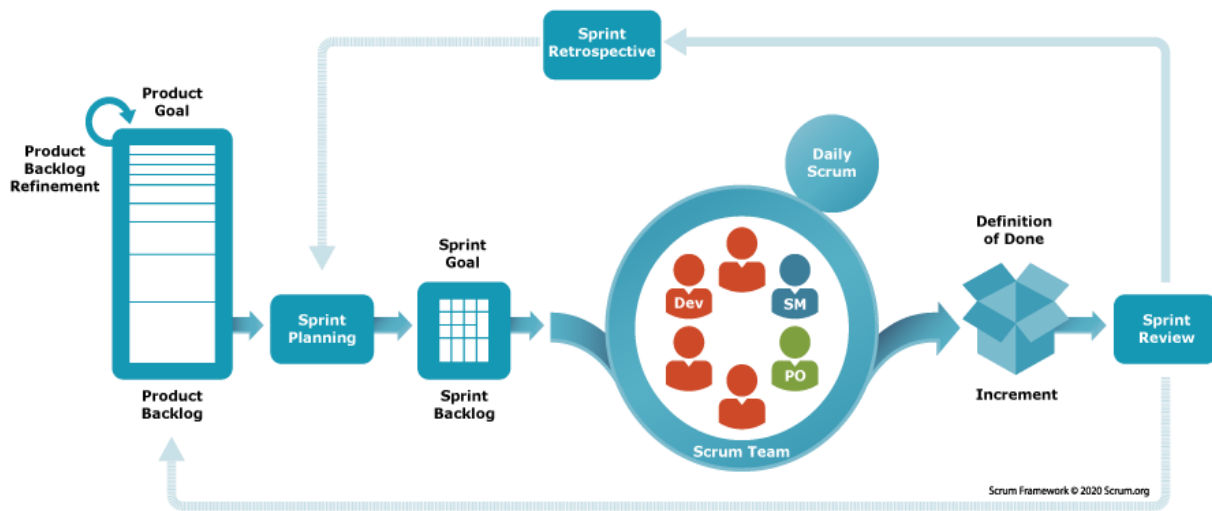 Sprint
Retrospective
Product
Goal
Product
Backlog
Refinement
Daily
Scrum
Definition
of Done
Sprint
Goal
Dev
SM
Sprint
Planning
Sprint
Review
PO
Product
Backlog
Sprint
Backlog
Increment
Scrum Team
Scrum Framework © 2020 Scrum.org